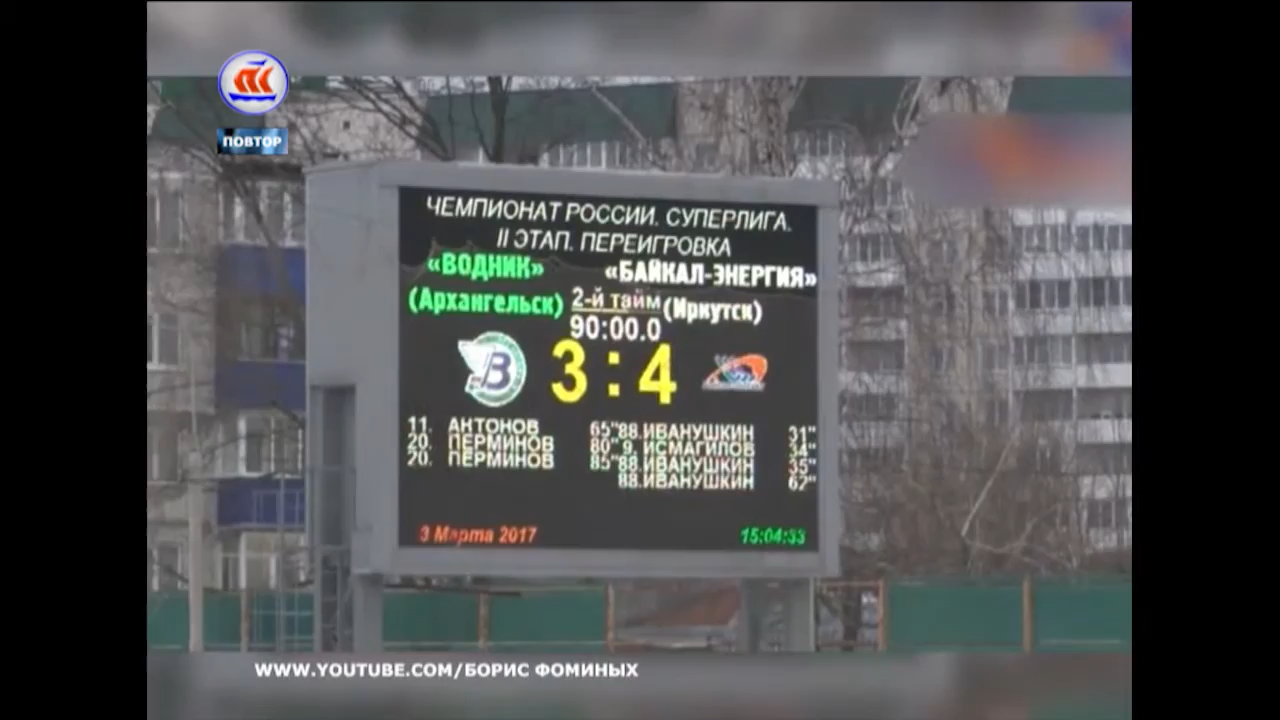 ПОВТОР
ЧЕМПИОНАТ РОССИИ. СУПЕРЛИГА.
II ЭТАП. ПЕРЕИГРОВКА
«ВОДНИК» «БАЙКАЛ-ЭНЕРГИЯ»
(Архангельск) 2-й тайм (Иркутск)
90:00.0
В
3 : 4
11. АНТОНОВ 65" 88.ИВАНУШКИН 31"
20. ПЕРМИНОВ 80" 9. ИСМАГИЛОВ 34"
20. ПЕРМИНОВ 85" 88.ИВАНУШКИН 35"
88.ИВАНУШКИН 62"
3 Марта 2017 15:04:33
WWW.YOUTUBE.COM/БОРИС ФОМИНЫХ